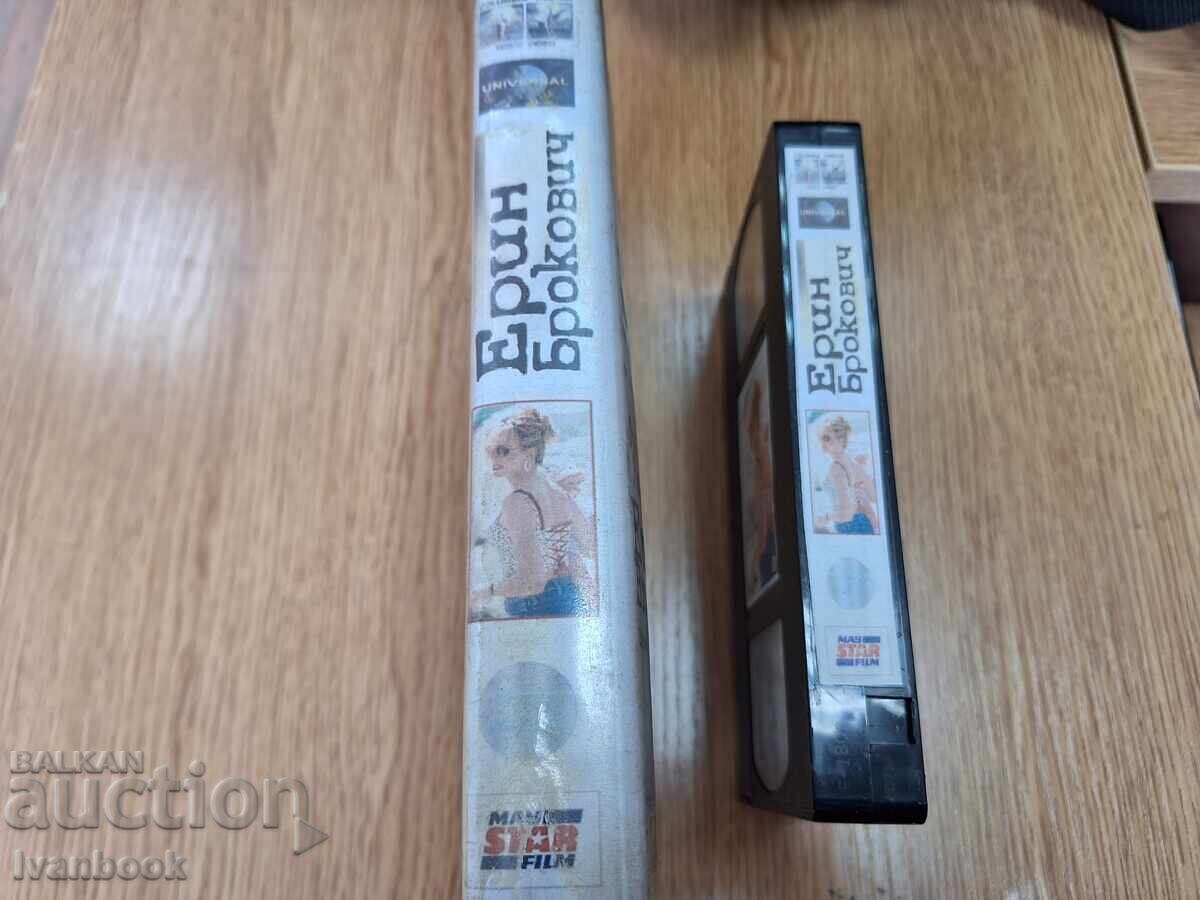 UNIVERSAL
Ерин
Брокович
MAY
STAR
FILM
UNIVERSAL
Ерин
Брокович
MAY
STAR
FILM
BALKAN
auction
Ivanbook